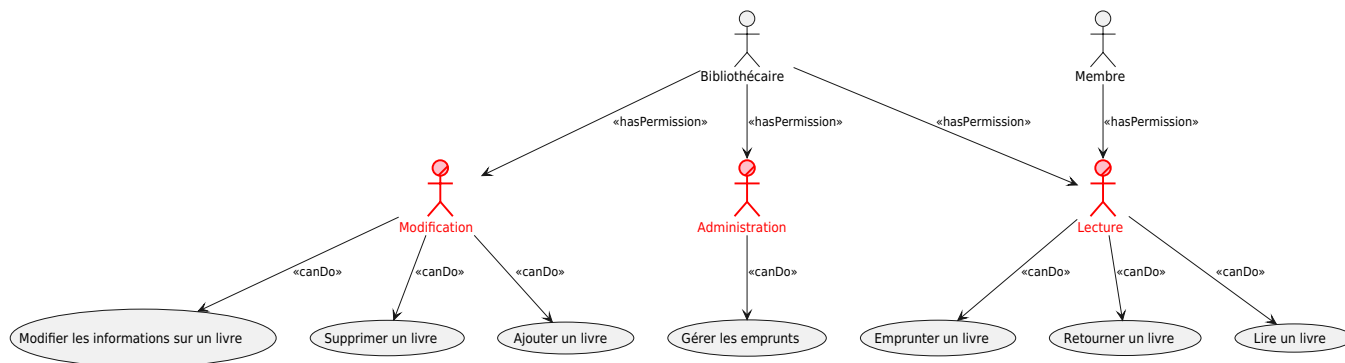 Bibliothécaire
Membre
«hasPermission»
«hasPermission»
«hasPermission»
«hasPermission»
Modification
Administration
Lecture
«canDo»
«canDo»
«canDo»
«canDo»
«canDo»
«canDo»
«canDo»
Modifier les informations sur un livre
Supprimer un livre
Ajouter un livre
Gérer les emprunts
Emprunter un livre
Retourner un livre
Lire un livre